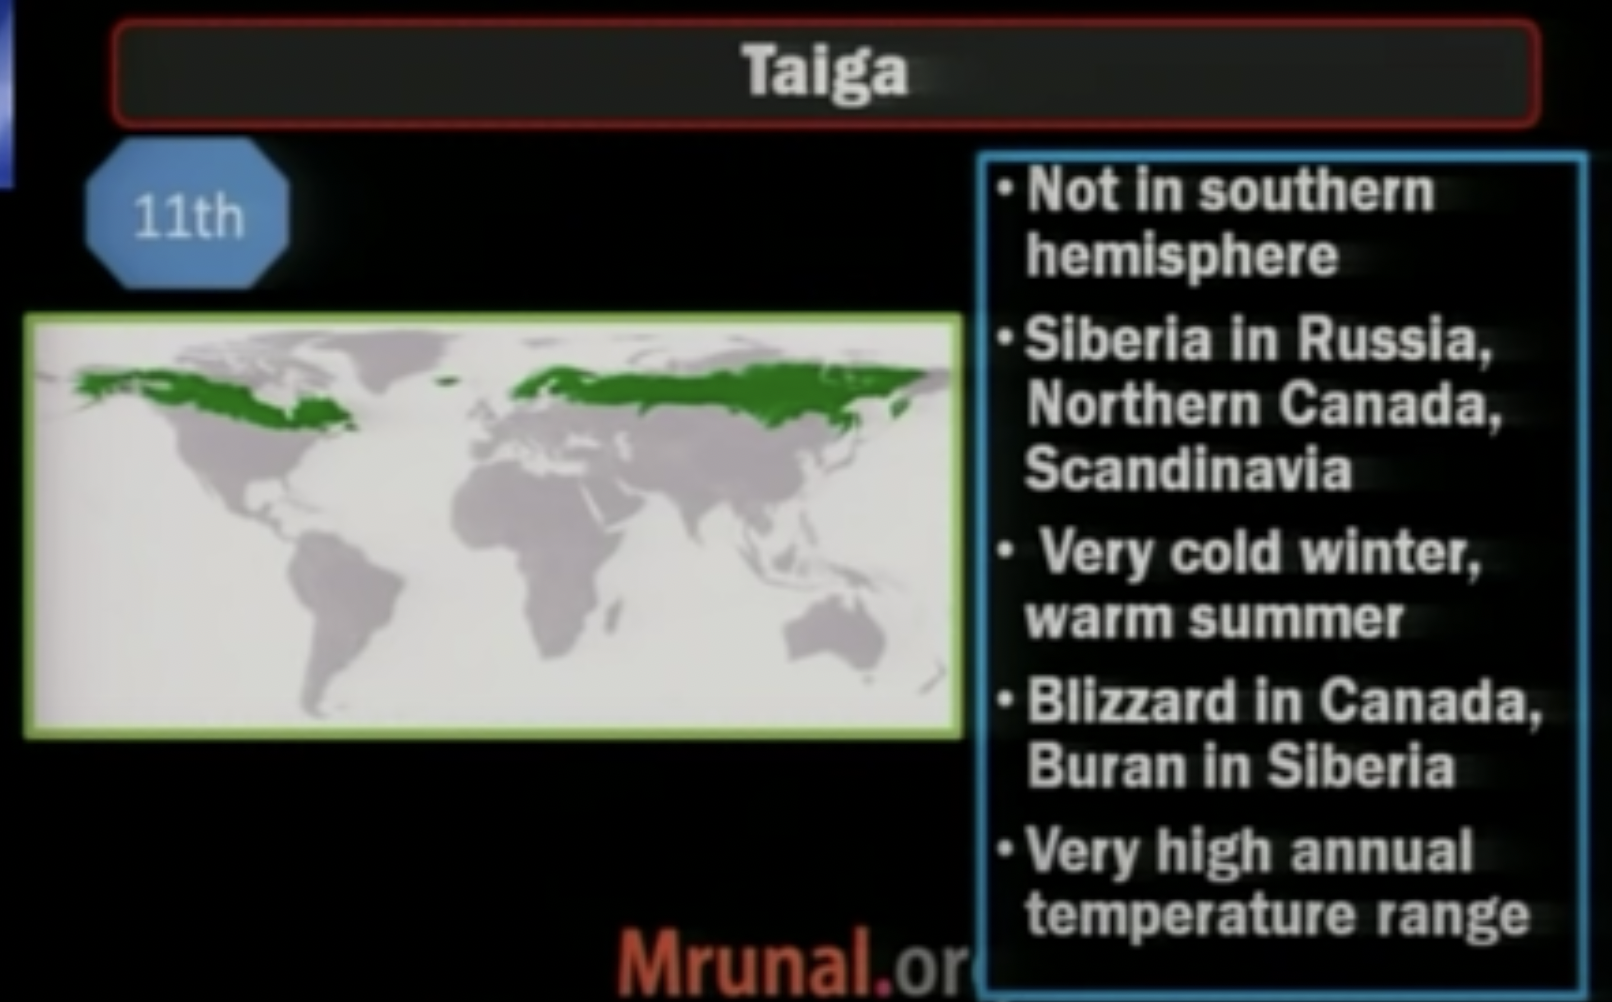 Taiga
11th
• Not in southern
hemisphere
• Siberia in Russia,
Northern Canada,
Scandinavia
• Very cold winter,
warm summer
• Blizzard in Canada,
Buran in Siberia
• Very high annual
temperature range
Mrunal.or